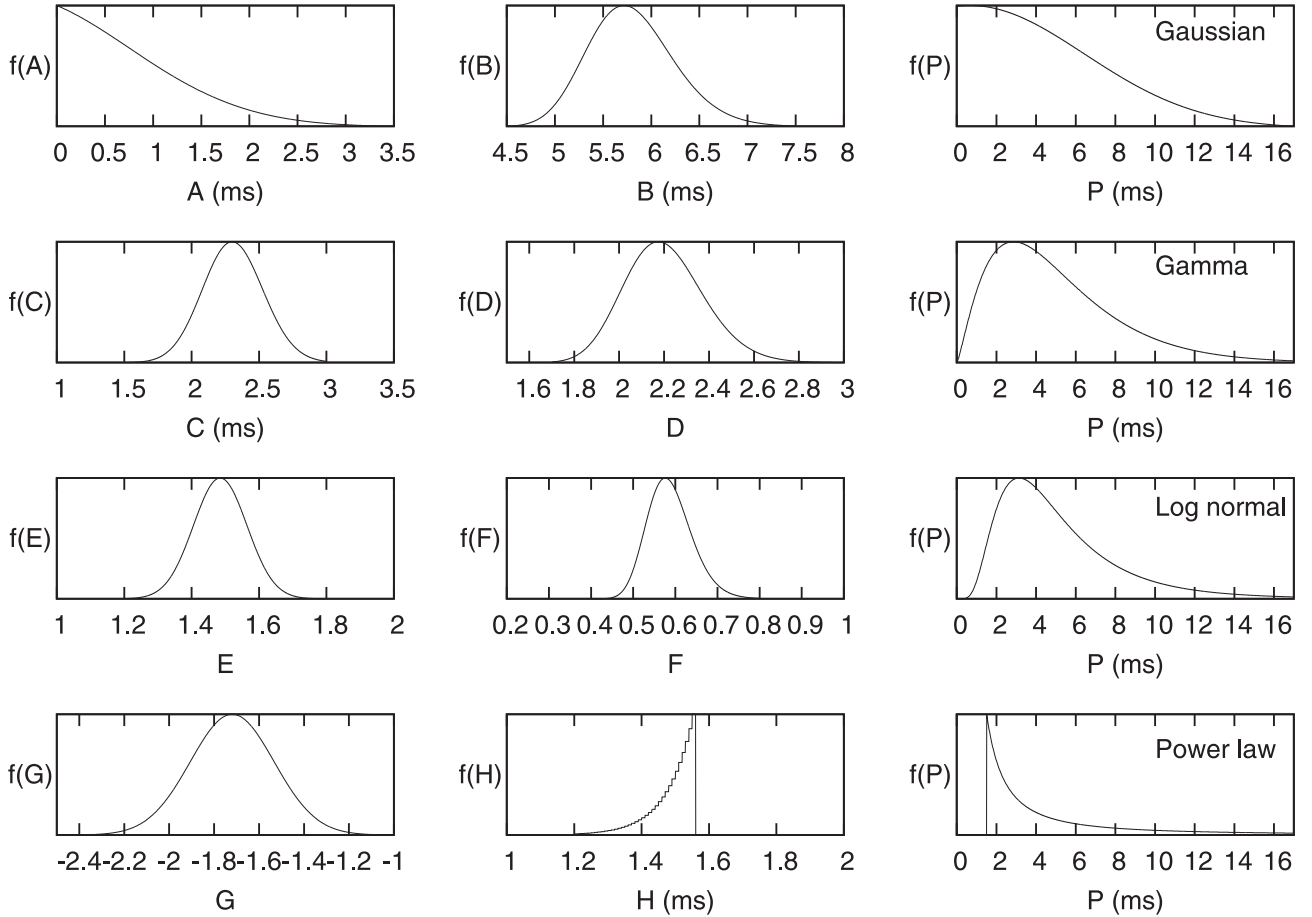 f(A)
0 0.5 1 1.5 2 2.5 3 3.5
A (ms)
f(B)
4.5 5 5.5 6 6.5 7 7.5 8
B (ms)
f(P)
Gaussian
0 2 4 6 8 10 12 14 16
P (ms)
f(C)
1 1.5 2 2.5 3 3.5
C (ms)
f(D)
1.6 1.8 2 2.2 2.4 2.6 2.8 3
D
f(P)
Gamma
0 2 4 6 8 10 12 14 16
P (ms)
f(E)
1 1.2 1.4 1.6 1.8 2
E
f(F)
0.2 0.3 0.4 0.5 0.6 0.7 0.8 0.9 1
F
f(P)
Log normal
0 2 4 6 8 10 12 14 16
P (ms)
f(G)
-2.4 -2.2 -2 -1.8 -1.6 -1.4 -1.2 -1
G
f(H)
1 1.2 1.4 1.6 1.8 2
H (ms)
f(P)
Power law
0 2 4 6 8 10 12 14 16
P (ms)